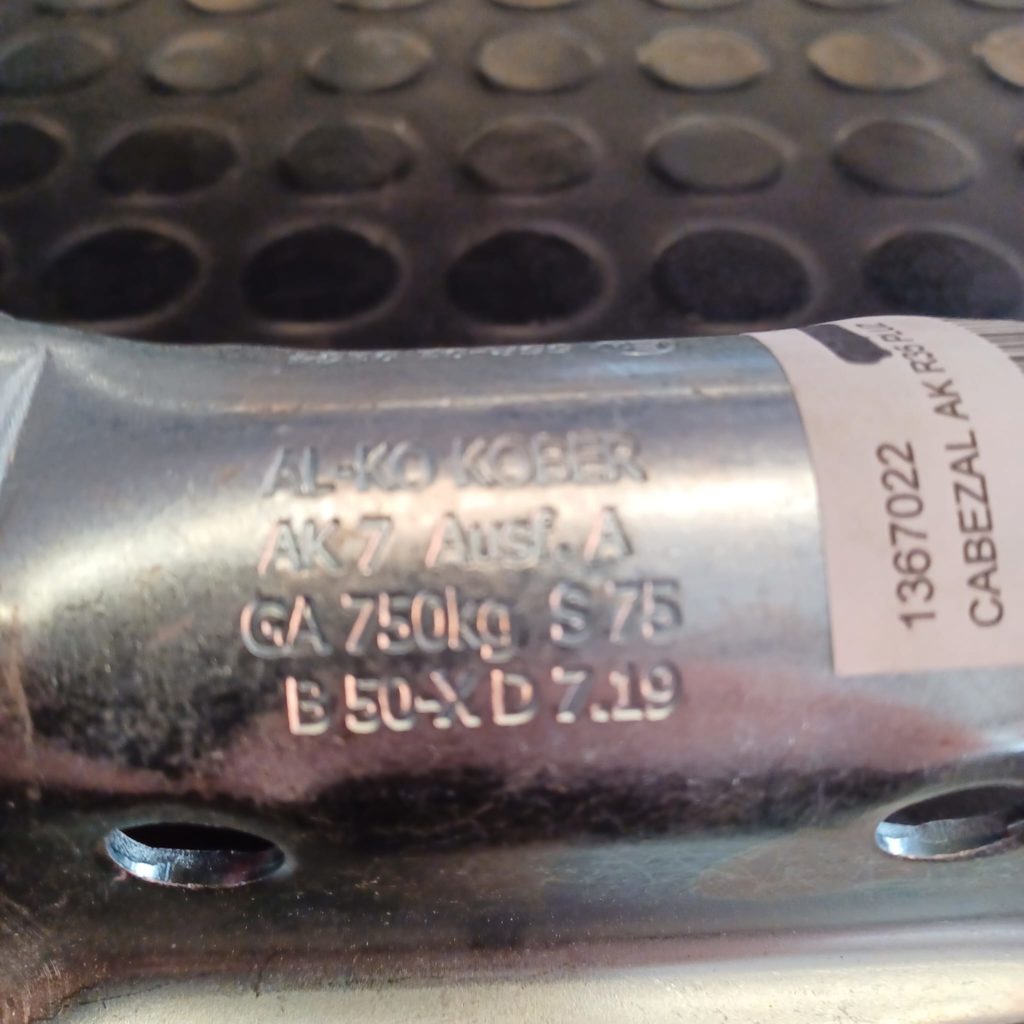 AL-KO KOBER
AK 7 Ausf. A
GA 750kg S 75
B 50-X D 7.19
1367022
CABEZAL AK